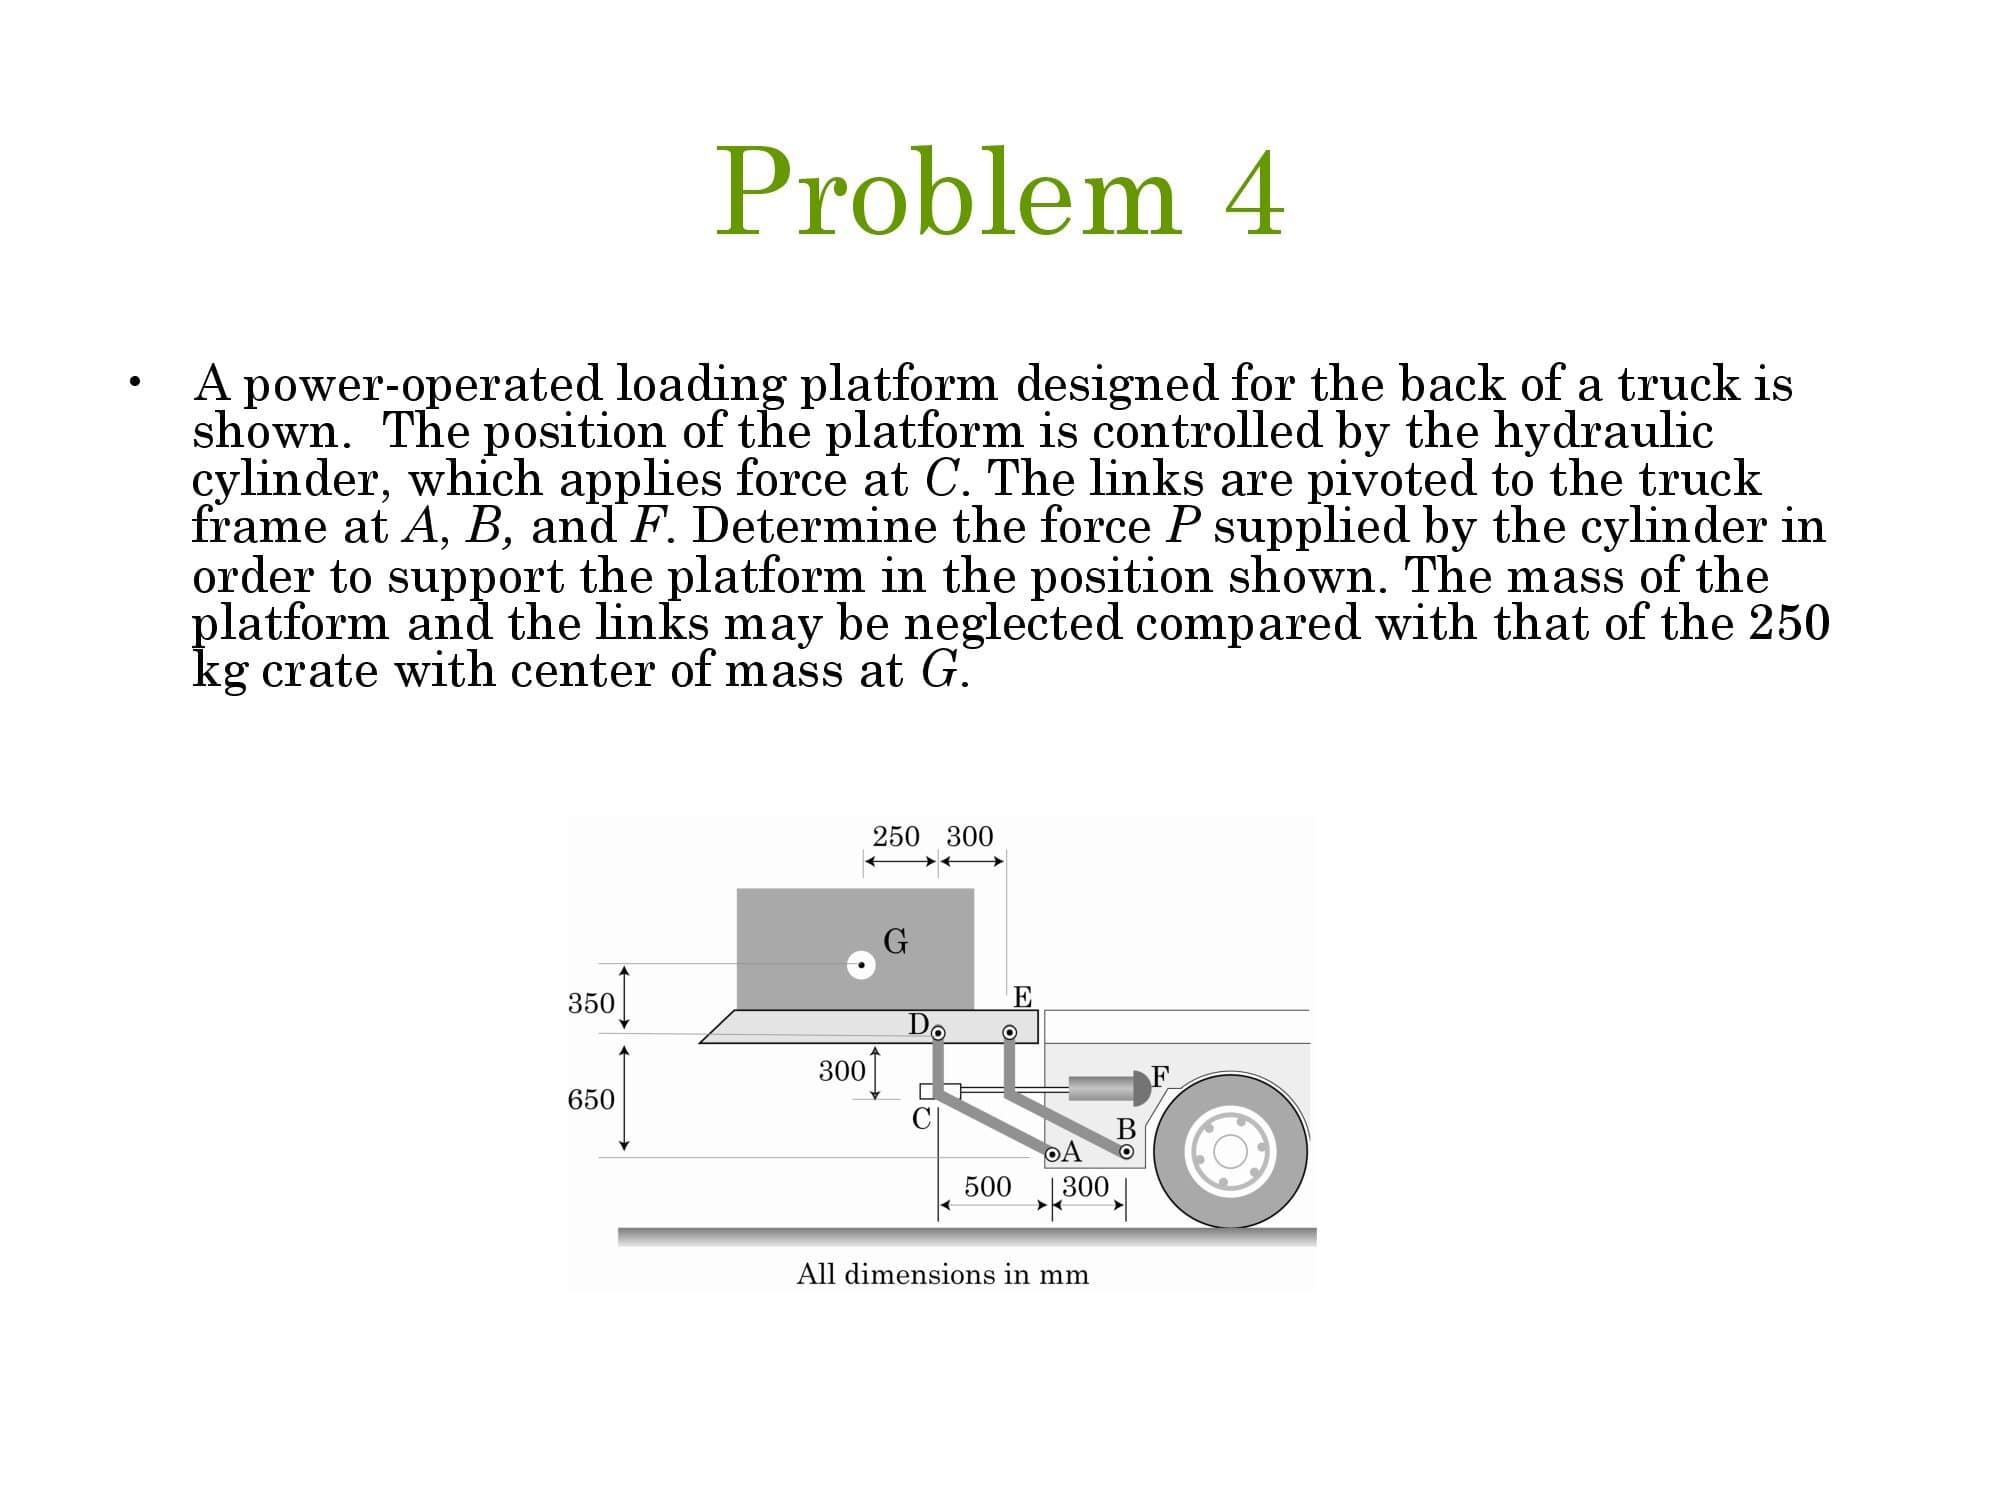 Problem 4
• A power-operated loading platform designed for the back of a truck is
shown.  The position of the platform is controlled by the hydraulic
cylinder, which applies force at C. The links are pivoted to the truck
frame at A, B, and F. Determine the force P supplied by the cylinder in
order to support the platform in the position shown. The mass of the
platform and the links may be neglected compared with that of the 250
kg crate with center of mass at G.
250 300
G
350
E
D
300
F
650
C
B
A
500 300
All dimensions in mm